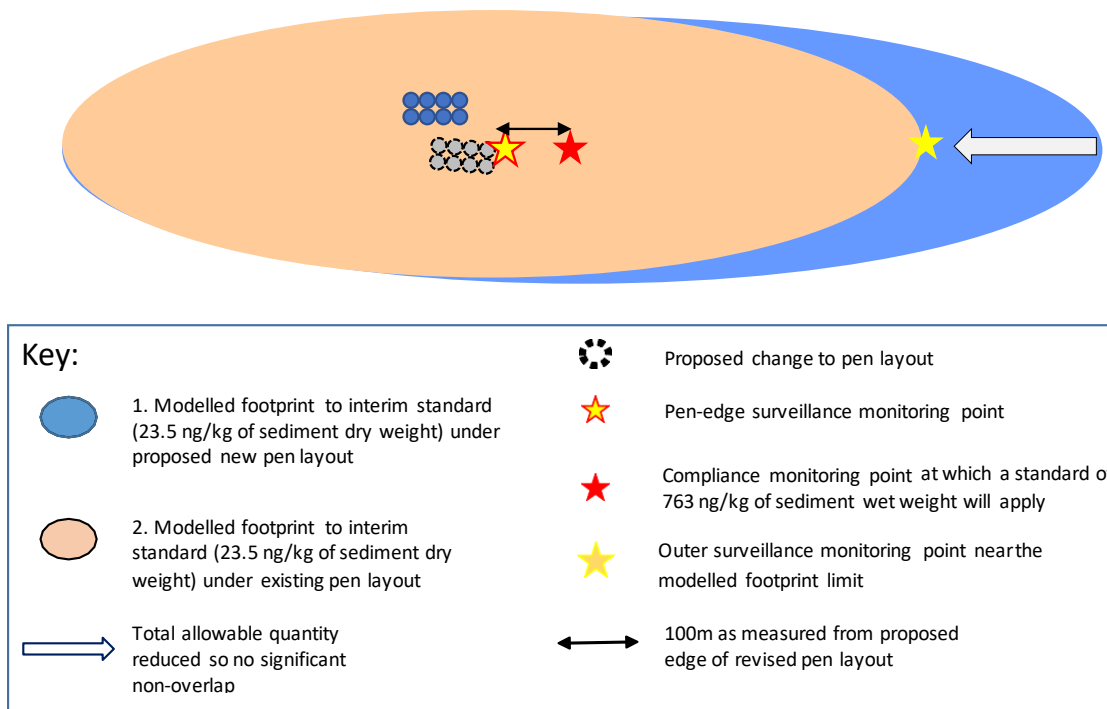 Key:
1. Modelled footprint to interim standard
(23.5 ng/kg of sediment dry weight) under
proposed new pen layout
2. Modelled footprint to interim
standard (23.5 ng/kg of sediment dry
weight) under existing pen layout
Total allowable quantity
reduced so no significant
non-overlap
Proposed change to pen layout
Pen-edge surveillance monitoring point
Compliance monitoring point at which a standard o
763 ng/kg of sediment wet weight will apply
Outer surveillance monitoring point near the
modelled footprint limit
100m as measured from proposed
edge of revised pen layout